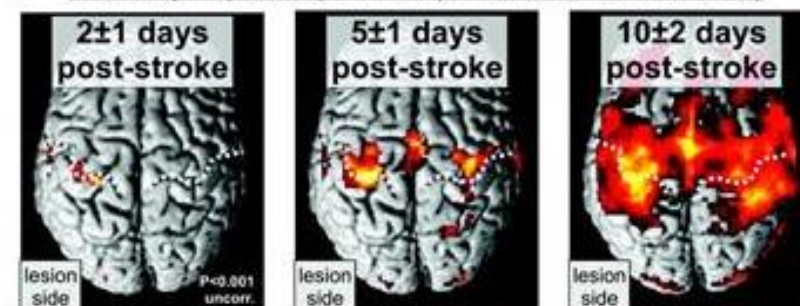 2±1 days
post-stroke
5±1 days
post-stroke
10±2 days
post-stroke
lesion
side
P<0.001
uncorr.
lesion
side
lesion
side